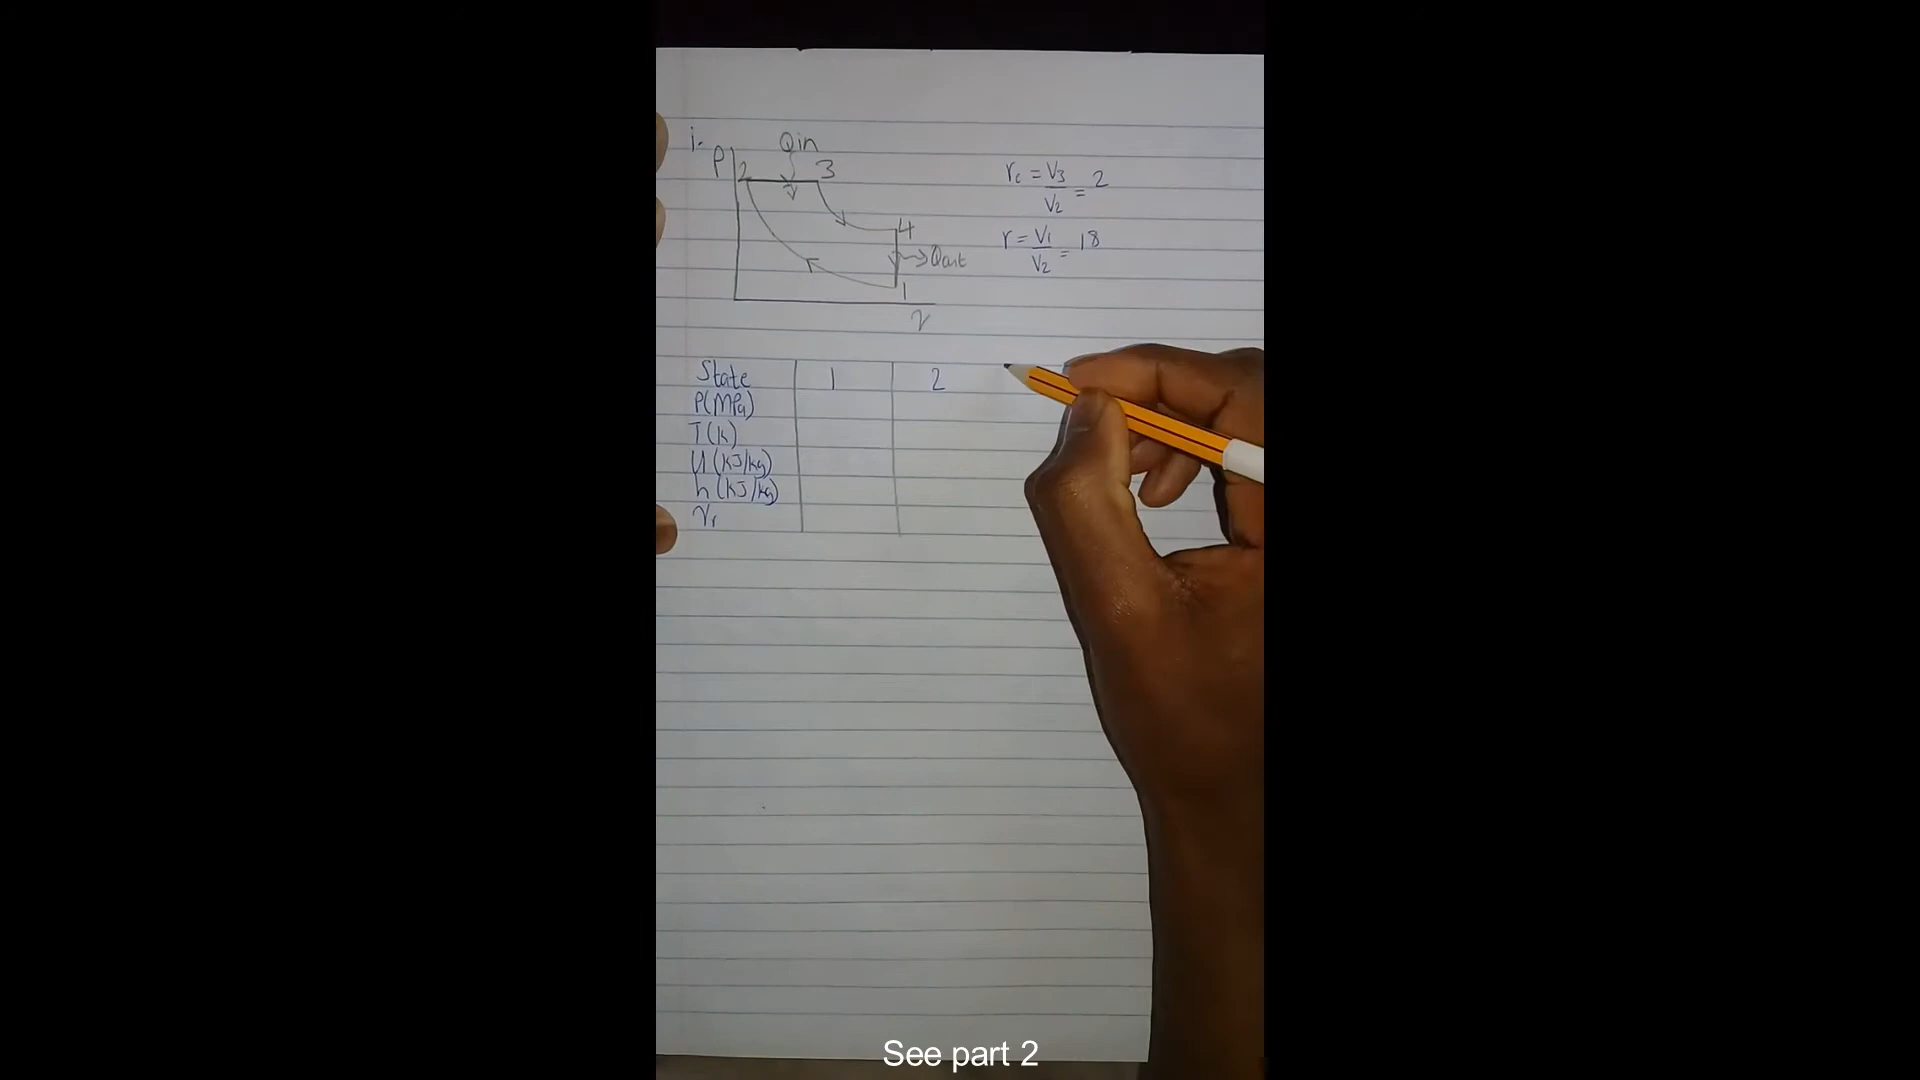 i.
P
Qin
2 3
4
Qout
1
v
rc = V3 / V2 = 2
r = V1 / V2 = 18
State 1 2
P(MPa)
T(K)
U(KJ/kg)
h(KJ/kg)
Vr
See part 2